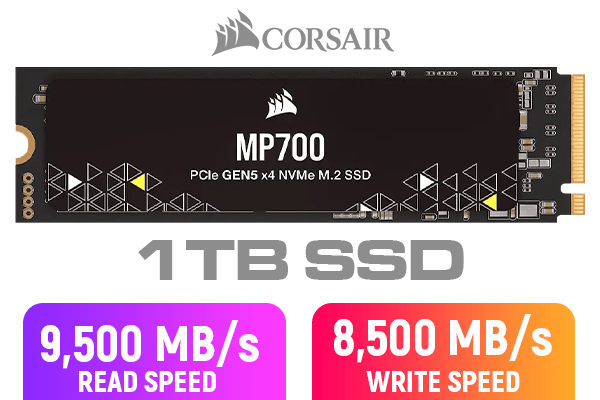 CORSAIR
MP700
PCIe GEN5 x4 NVMe M.2 SSD
1TB SSD
9,500 MB/s
READ SPEED
8,500 MB/s
WRITE SPEED